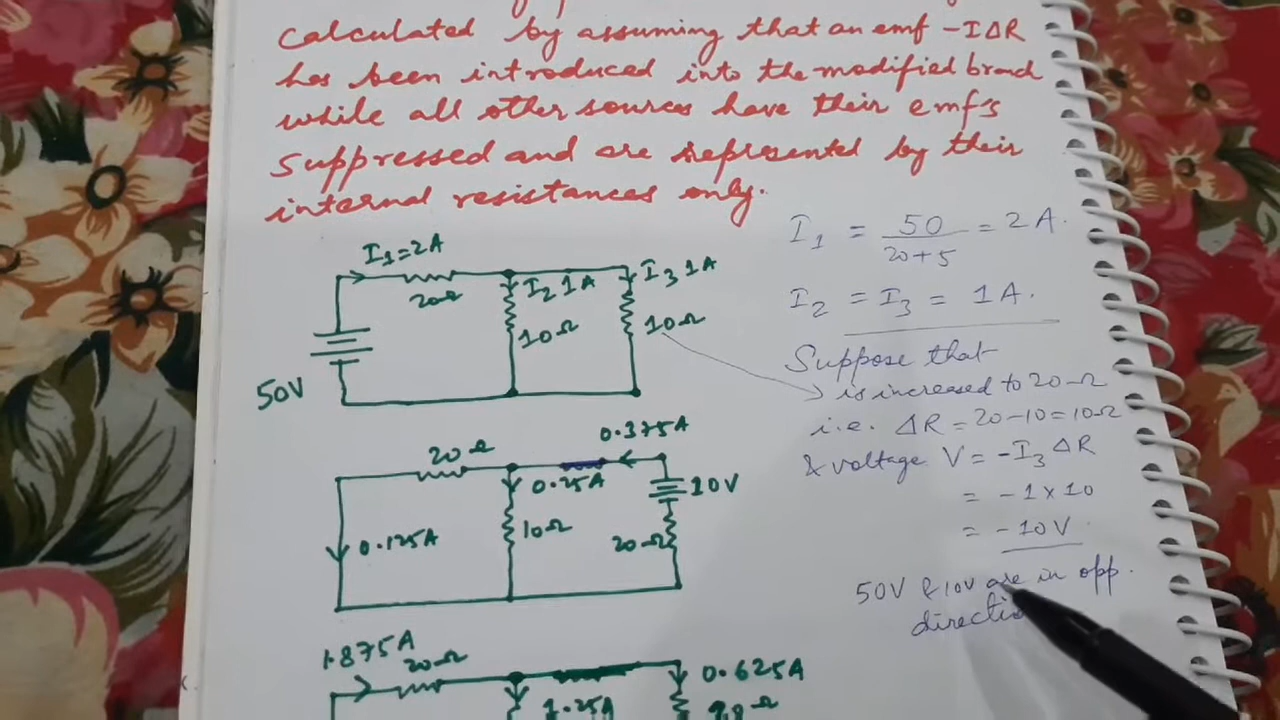 calculated by assuming that an emf -IΔR
has been introduced into the modified branch
while all other sources have their emf's
suppressed and are represented by their
internal resistances only.
I₁ = 50/(20+5) = 2A.
I₂ = I₃ = 1A.
I₁=2A
20Ω
I₂ 1A
10Ω
I₃ 1A
10Ω
50V
Suppose that
is increased to 20Ω
i.e. ΔR = 20-10=10Ω
& voltage V = -I₃ΔR
= -1×10
= -10V
50V & 10V are in opp.
directi
20Ω
0.375A
0.25A
10V
0.125A
10Ω
20Ω
1.875A
20Ω
1.25A
0.625A